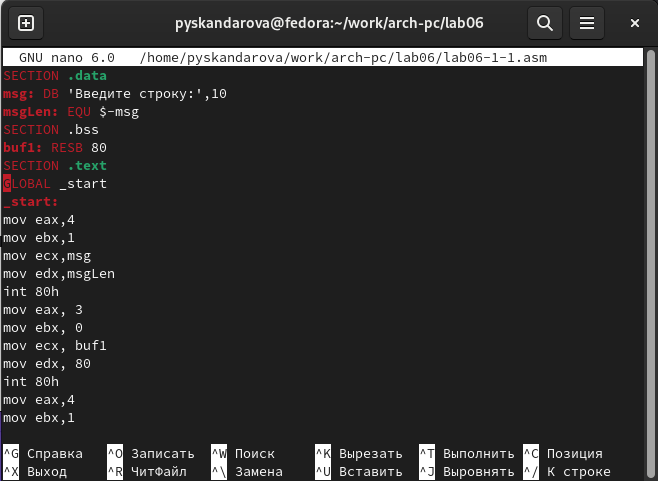 pyskandarova@fedora:~/work/arch-pc/lab06
GNU nano 6.0   /home/pyskandarova/work/arch-pc/lab06/lab06-1-1.asm
SECTION .data
msg: DB 'Введите строку:',10
msgLen: EQU $-msg
SECTION .bss
buf1: RESB 80
SECTION .text
GLOBAL _start
_start:
mov eax,4
mov ebx,1
mov ecx,msg
mov edx,msgLen
int 80h
mov eax, 3
mov ebx, 0
mov ecx, buf1
mov edx, 80
int 80h
mov eax,4
mov ebx,1
^G Справка   ^O Записать   ^W Поиск   ^K Вырезать   ^T Выполнить   ^C Позиция
^X Выход   ^R ЧитФайл   ^\ Замена   ^U Вставить   ^J Выровнять   ^/ К строке